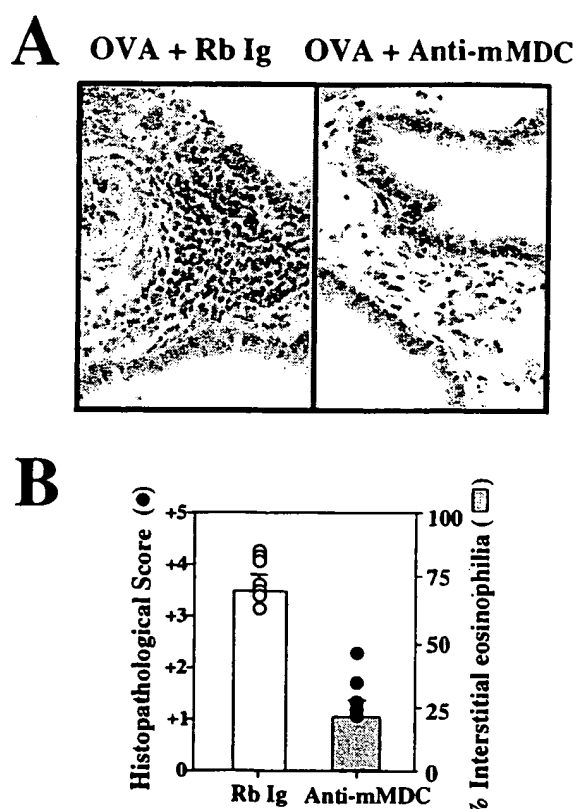 A
OVA + Rb Ig
OVA + Anti-mMDC
B
Histopathological Score (●)
+5
+4
+3
+2
+1
0
100
75
50
25
0
% Interstitial eosinophilia ( )
Rb Ig
Anti-mMDC